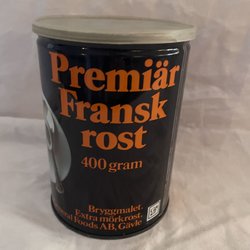 Premiär
Fransk
rost
400 gram
Bryggmalet.
Extra mörkrost.
Foods AB, Gävle